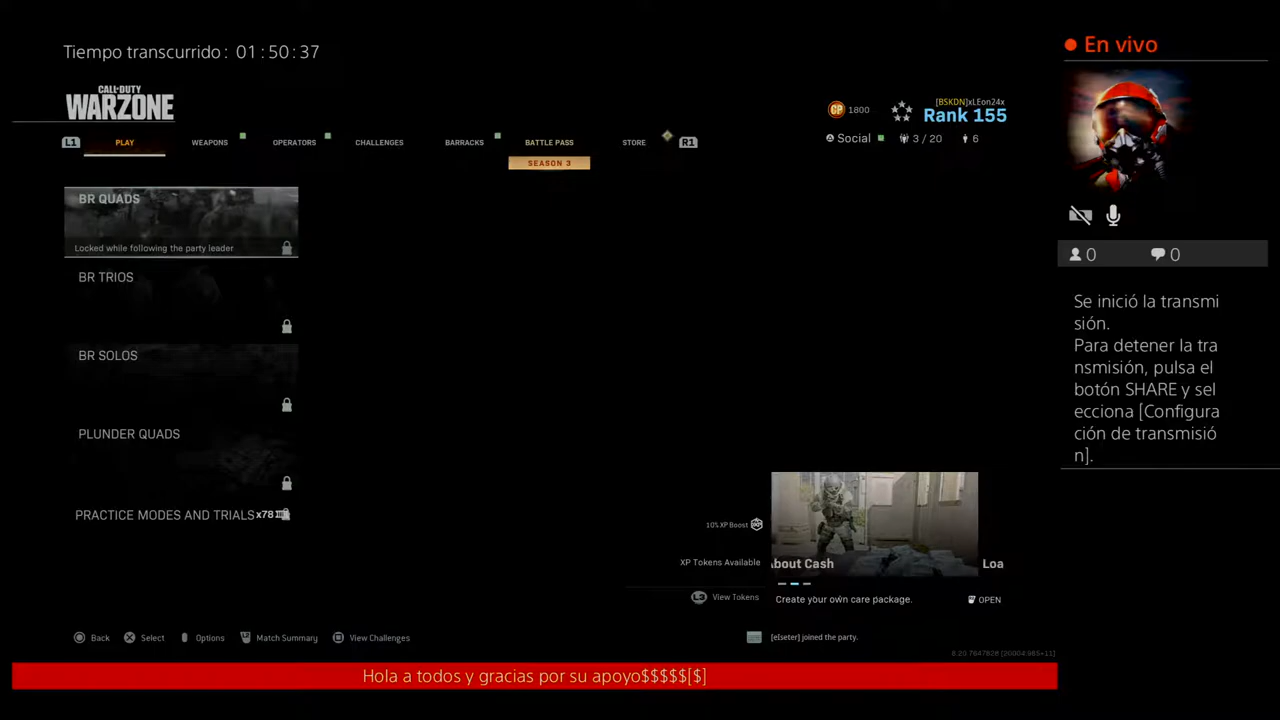 Tiempo transcurrido: 01:50:37
En vivo
CALL OF DUTY
WARZONE
CP 1800
[BSKDN]xLEon24x
Rank 155
L1
PLAY
WEAPONS
OPERATORS
CHALLENGES
BARRACKS
BATTLE PASS
STORE
R1
Social
3 / 20
6
SEASON 3
BR QUADS
Locked while following the party leader.
BR TRIOS
BR SOLOS
PLUNDER QUADS
PRACTICE MODES AND TRIALS
0
0
Se inició la transmi
sión.
Para detener la tra
nsmisión, pulsa el
botón SHARE y sel
ecciona [Configura
ción de transmisió
n].
10% XP Boost
XP Tokens Available
L3 View Tokens
About Cash
Loa
Create your own care package.
OPEN
Back
Select
Options
Match Summary
View Challenges
[elseter] joined the party.
Hola a todos y gracias por su apoyo$$$$$[$]